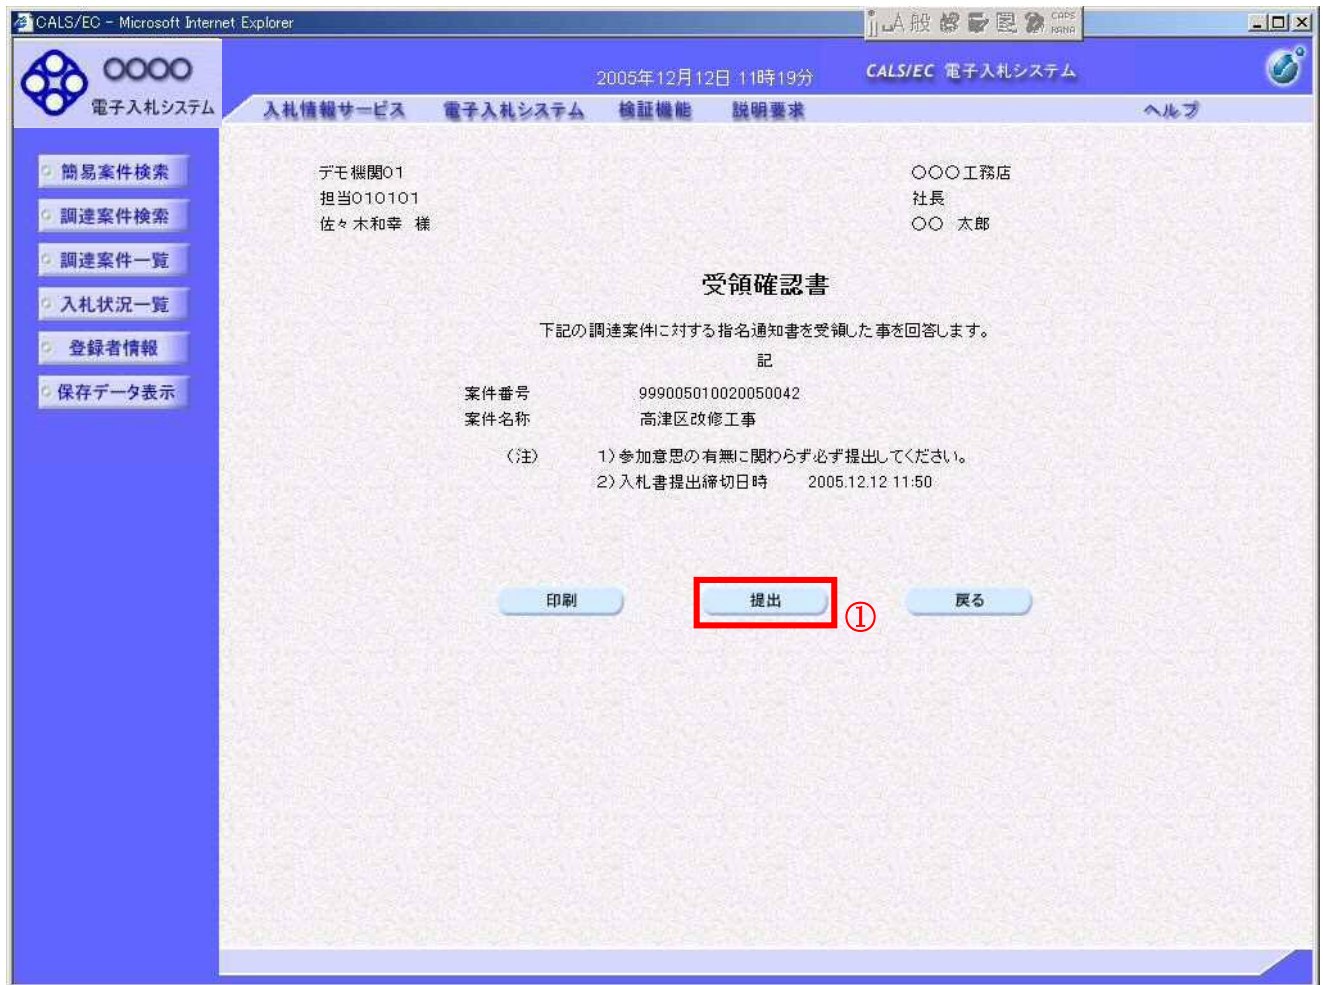 CALS/EC - Microsoft Internet Explorer
A 般 CAPS
KANA
○○○○
電子入札システム
2005年12月12日 11時19分
CALS/EC 電子入札システム
入札情報サービス 電子入札システム 検証機能 説明要求 ヘルプ
簡易案件検索
調達案件検索
調達案件一覧
入札状況一覧
登録者情報
保存データ表示
デモ機関01
担当010101
佐々木和幸 様
○○○工務店
社長
○○ 太郎
受領確認書
下記の調達案件に対する指名通知書を受領した事を回答します。
記
案件番号 999005010020050042
案件名称 高津区改修工事
(注) 1)参加意思の有無に関わらず必ず提出してください。
2)入札書提出締切日時 2005.12.12 11:50
印刷 提出 ① 戻る